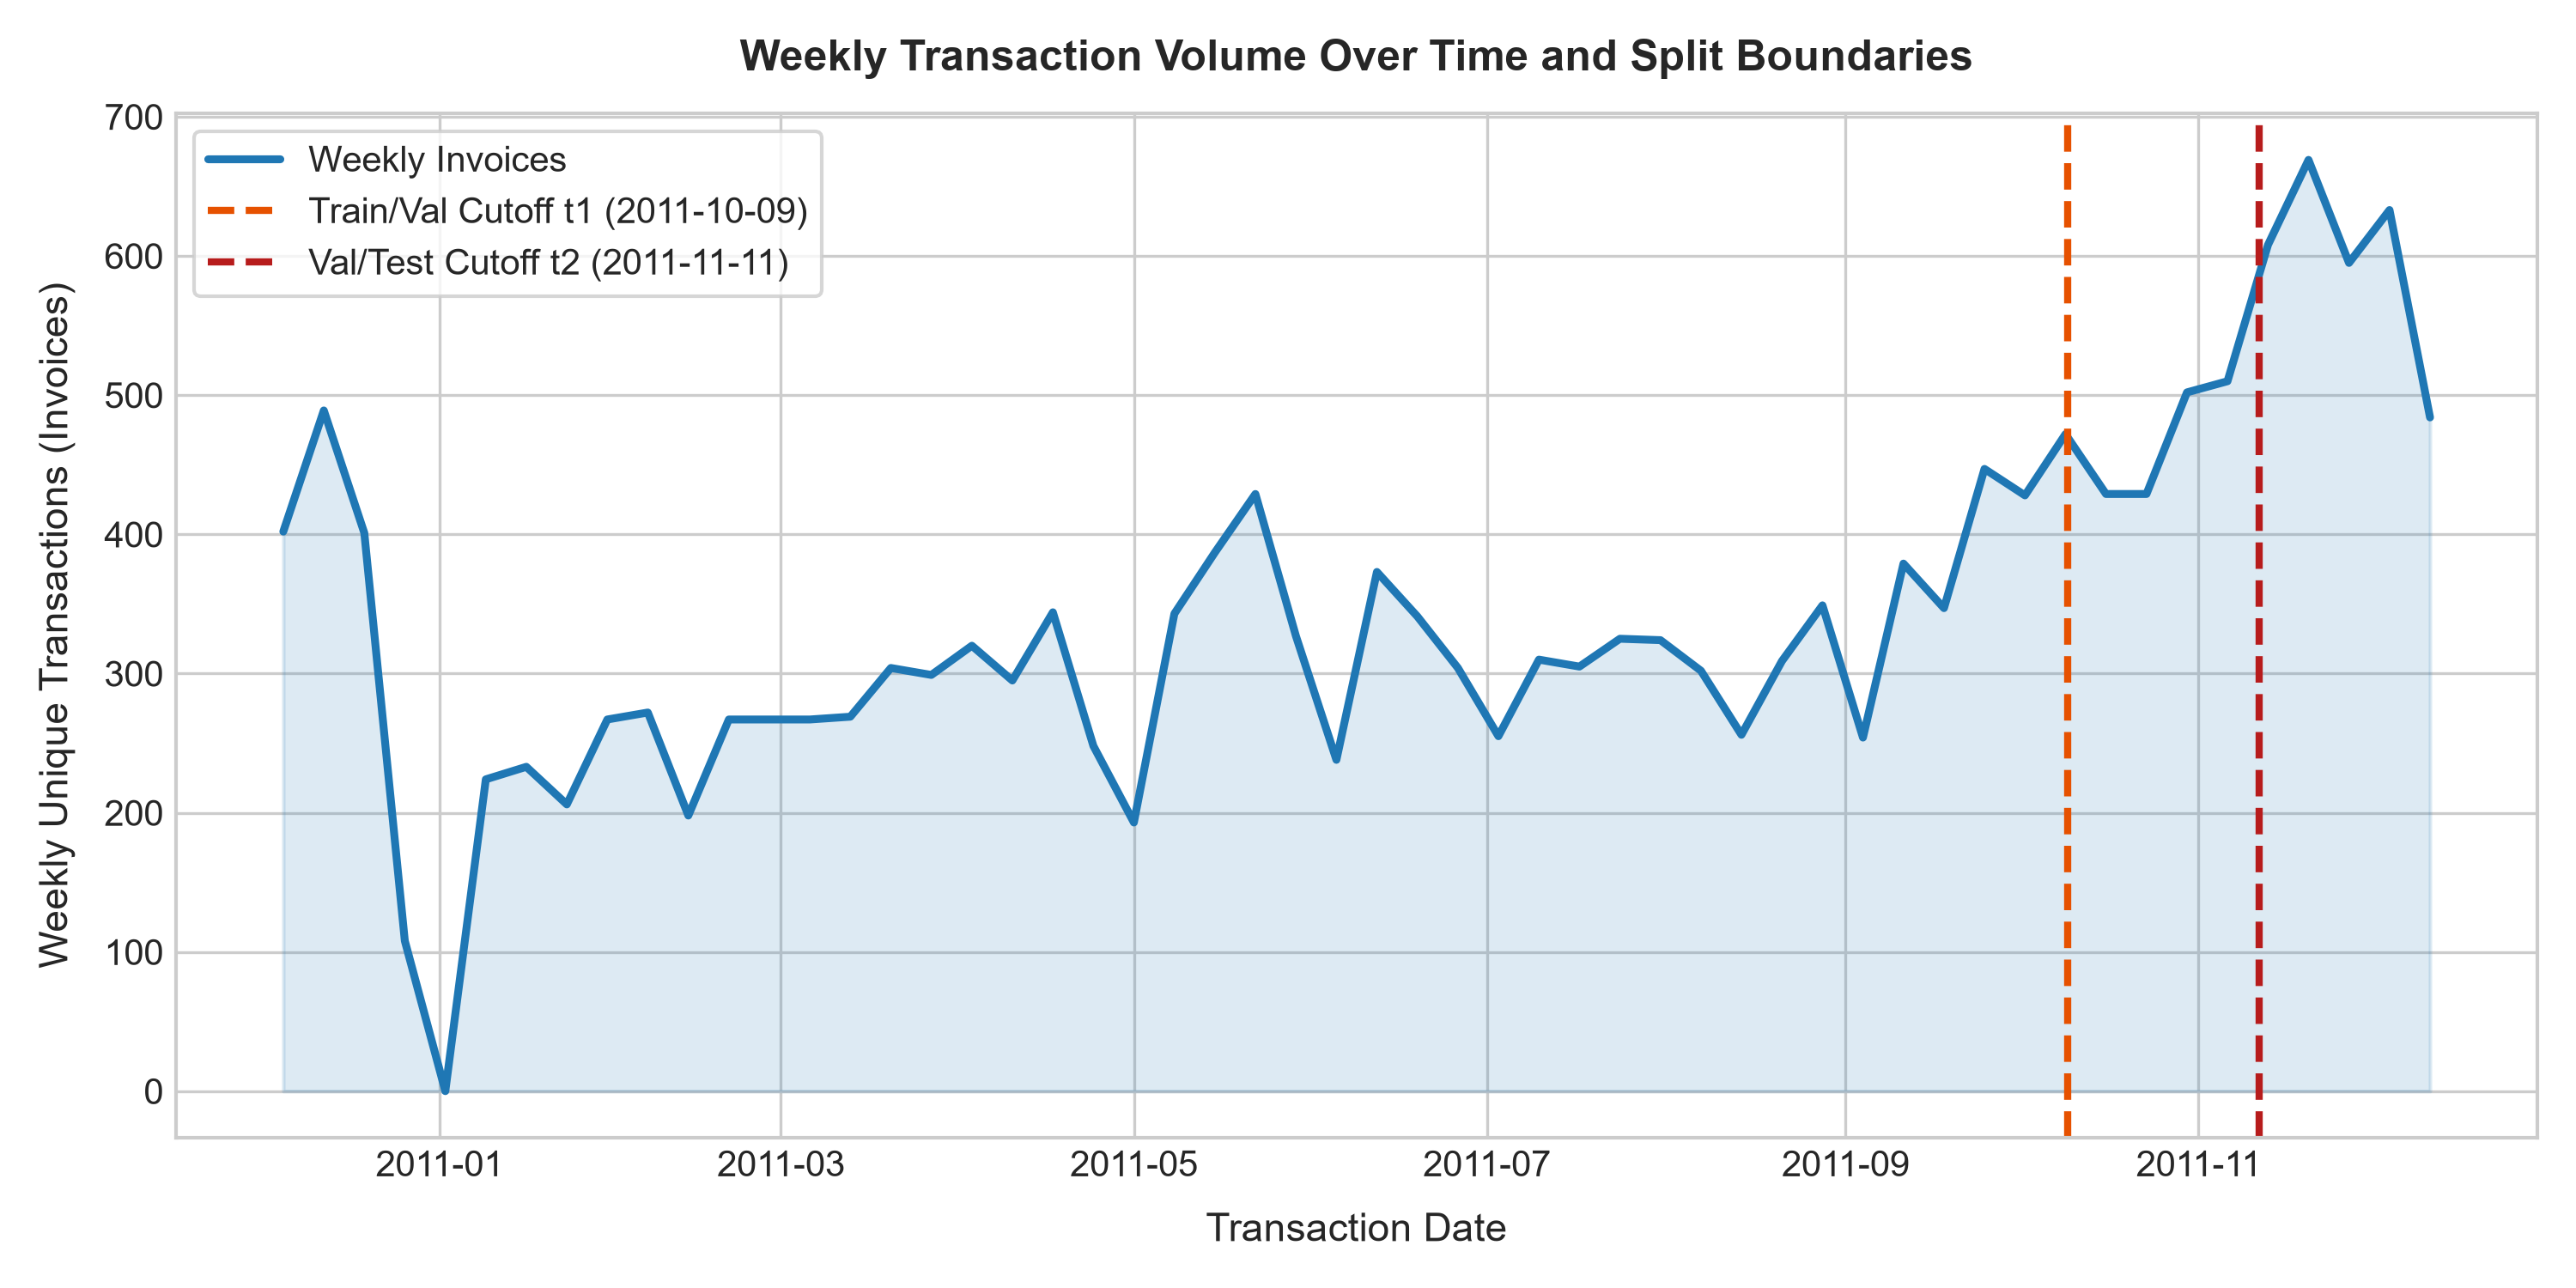 Weekly Transaction Volume Over Time and Split Boundaries
Weekly Invoices
Train/Val Cutoff t1 (2011-10-09)
Val/Test Cutoff t2 (2011-11-11)
Weekly Unique Transactions (Invoices)
700
600
500
400
300
200
100
0
2011-01
2011-03
2011-05
2011-07
2011-09
2011-11
Transaction Date